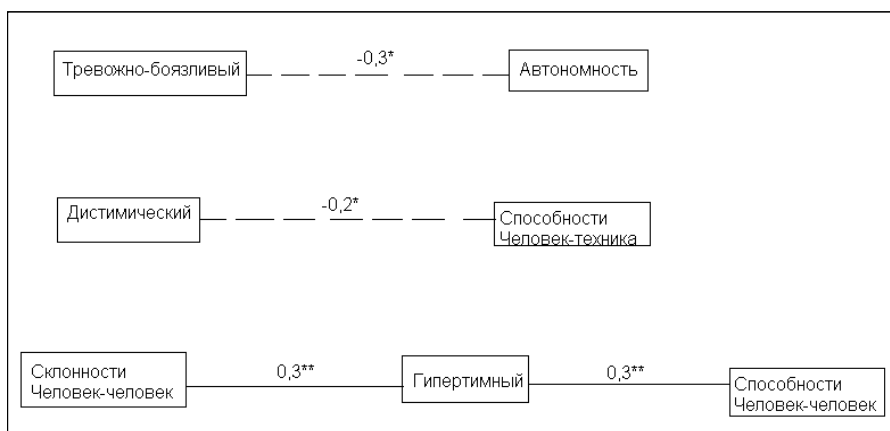 Тревожно-боязливый
-0,3*
Автономность
Дистимический
-0,2*
Способности
Человек-техника
Склонности
Человек-человек
0,3**
Гипертимный
0,3**
Способности
Человек-человек